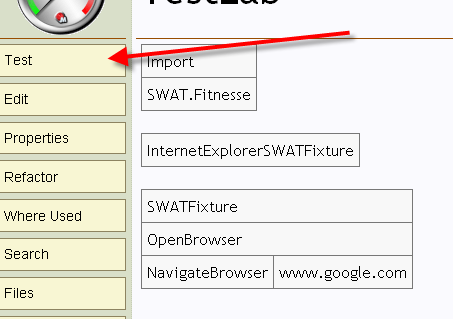 TestLab
Test
Edit
Properties
Refactor
Where Used
Search
Files
Import
SWAT.Fitnesse
InternetExplorerSWATFixture
SWATFixture
OpenBrowser
NavigateBrowser www.google.com